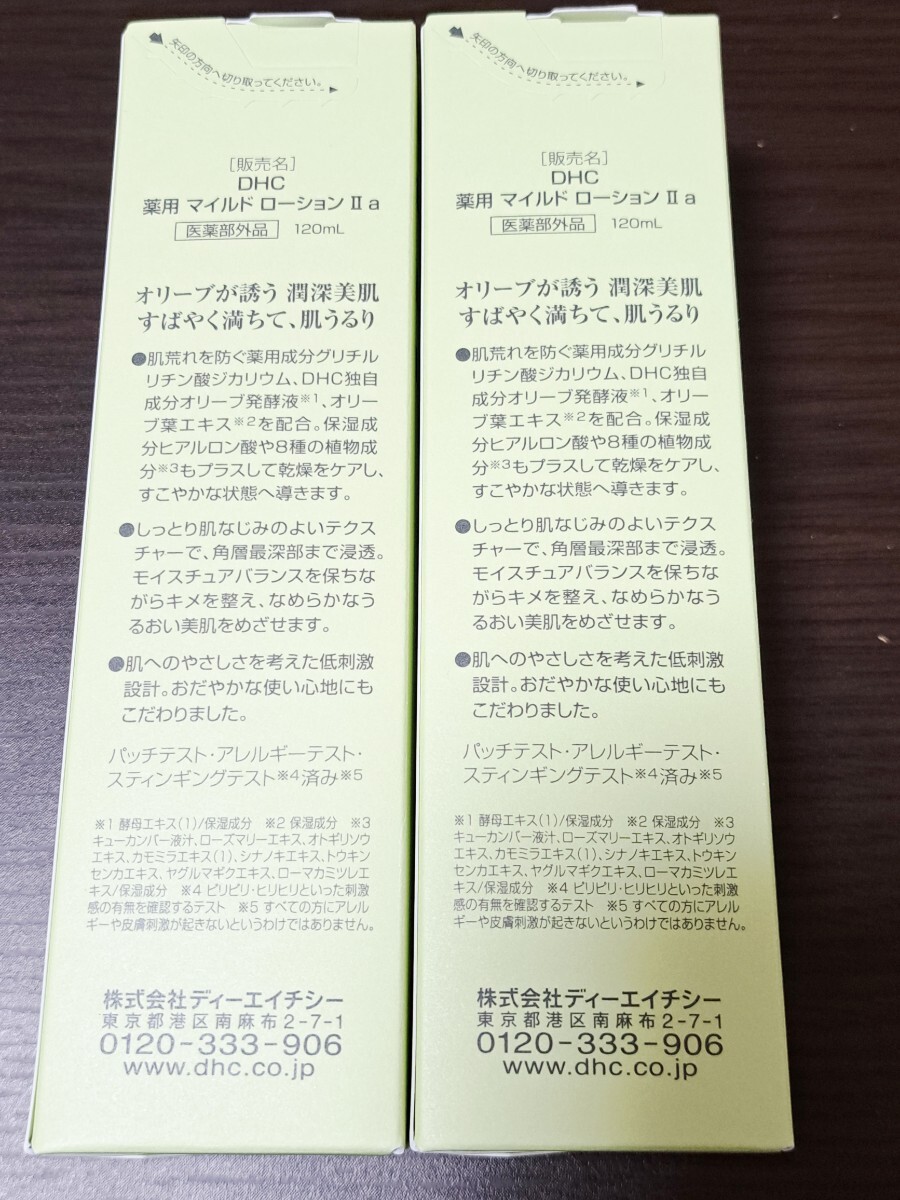 矢印の方向へ切り取ってください。
[販売名]
DHC
薬用 マイルド ローション Ⅱ a
医薬部外品 120mL
オリーブが誘う 潤深美肌
すばやく満ちて、肌うるり
●肌荒れを防ぐ薬用成分グリチル
リチン酸ジカリウム、DHC独自
成分オリーブ発酵液※1、オリー
ブ葉エキス※2を配合。保湿成
分ヒアルロン酸や8種の植物成
分※3もプラスして乾燥をケアし、
すこやかな状態へ導きます。
●しっとり肌なじみのよいテクス
チャーで、角層最深部まで浸透。
モイスチュアバランスを保ちな
がらキメを整え、なめらかなう
るおい美肌をめざせます。
●肌へのやさしさを考えた低刺激
設計。おだやかな使い心地にも
こだわりました。
パッチテスト・アレルギーテスト・
スティンギングテスト※4済み※5
※1 酵母エキス(1)/保湿成分 ※2 保湿成分 ※3
キューカンバー液汁、ローズマリーエキス、オトギリソウ
エキス、カモミラエキス(1)、シナノキエキス、トウキン
センカエキス、ヤグルマギクエキス、ローマカミツレエ
キス/保湿成分 ※4 ピリピリ・ヒリヒリといった刺激
感の有無を確認するテスト ※5 すべての方にアレル
ギーや皮膚刺激が起きないというわけではありません。
株式会社ディーエイチシー
東京都港区南麻布2-7-1
0120-333-906
www.dhc.co.jp
矢印の方向へ切り取ってください。
[販売名]
DHC
薬用 マイルド ローション Ⅱ a
医薬部外品 120mL
オリーブが誘う 潤深美肌
すばやく満ちて、肌うるり
●肌荒れを防ぐ薬用成分グリチル
リチン酸ジカリウム、DHC独自
成分オリーブ発酵液※1、オリー
ブ葉エキス※2を配合。保湿成
分ヒアルロン酸や8種の植物成
分※3もプラスして乾燥をケアし、
すこやかな状態へ導きます。
●しっとり肌なじみのよいテクス
チャーで、角層最深部まで浸透。
モイスチュアバランスを保ちな
がらキメを整え、なめらかなう
るおい美肌をめざせます。
●肌へのやさしさを考えた低刺激
設計。おだやかな使い心地にも
こだわりました。
パッチテスト・アレルギーテスト・
スティンギングテスト※4済み※5
※1 酵母エキス(1)/保湿成分 ※2 保湿成分 ※3
キューカンバー液汁、ローズマリーエキス、オトギリソウ
エキス、カモミラエキス(1)、シナノキエキス、トウキン
センカエキス、ヤグルマギクエキス、ローマカミツレエ
キス/保湿成分 ※4 ピリピリ・ヒリヒリといった刺激
感の有無を確認するテスト ※5 すべての方にアレル
ギーや皮膚刺激が起きないというわけではありません。
株式会社ディーエイチシー
東京都港区南麻布2-7-1
0120-333-906
www.dhc.co.jp